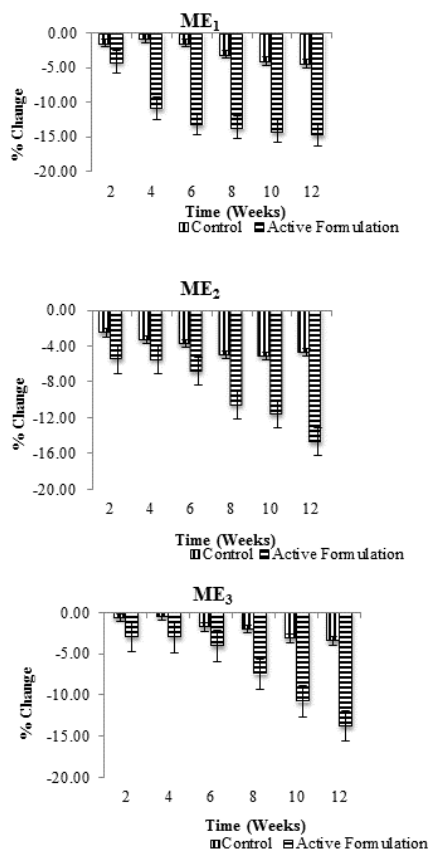 ME1
0.00
-5.00
-10.00
-15.00
-20.00
% Change
2 4 6 8 10 12
Time (Weeks)
Control Active Formulation
ME2
0.00
-4.00
-8.00
-12.00
-16.00
-20.00
% Change
2 4 6 8 10 12
Time (Weeks)
Control Active Formulation
ME3
0.00
-5.00
-10.00
-15.00
-20.00
% Change
2 4 6 8 10 12
Time (Weeks)
Control Active Formulation